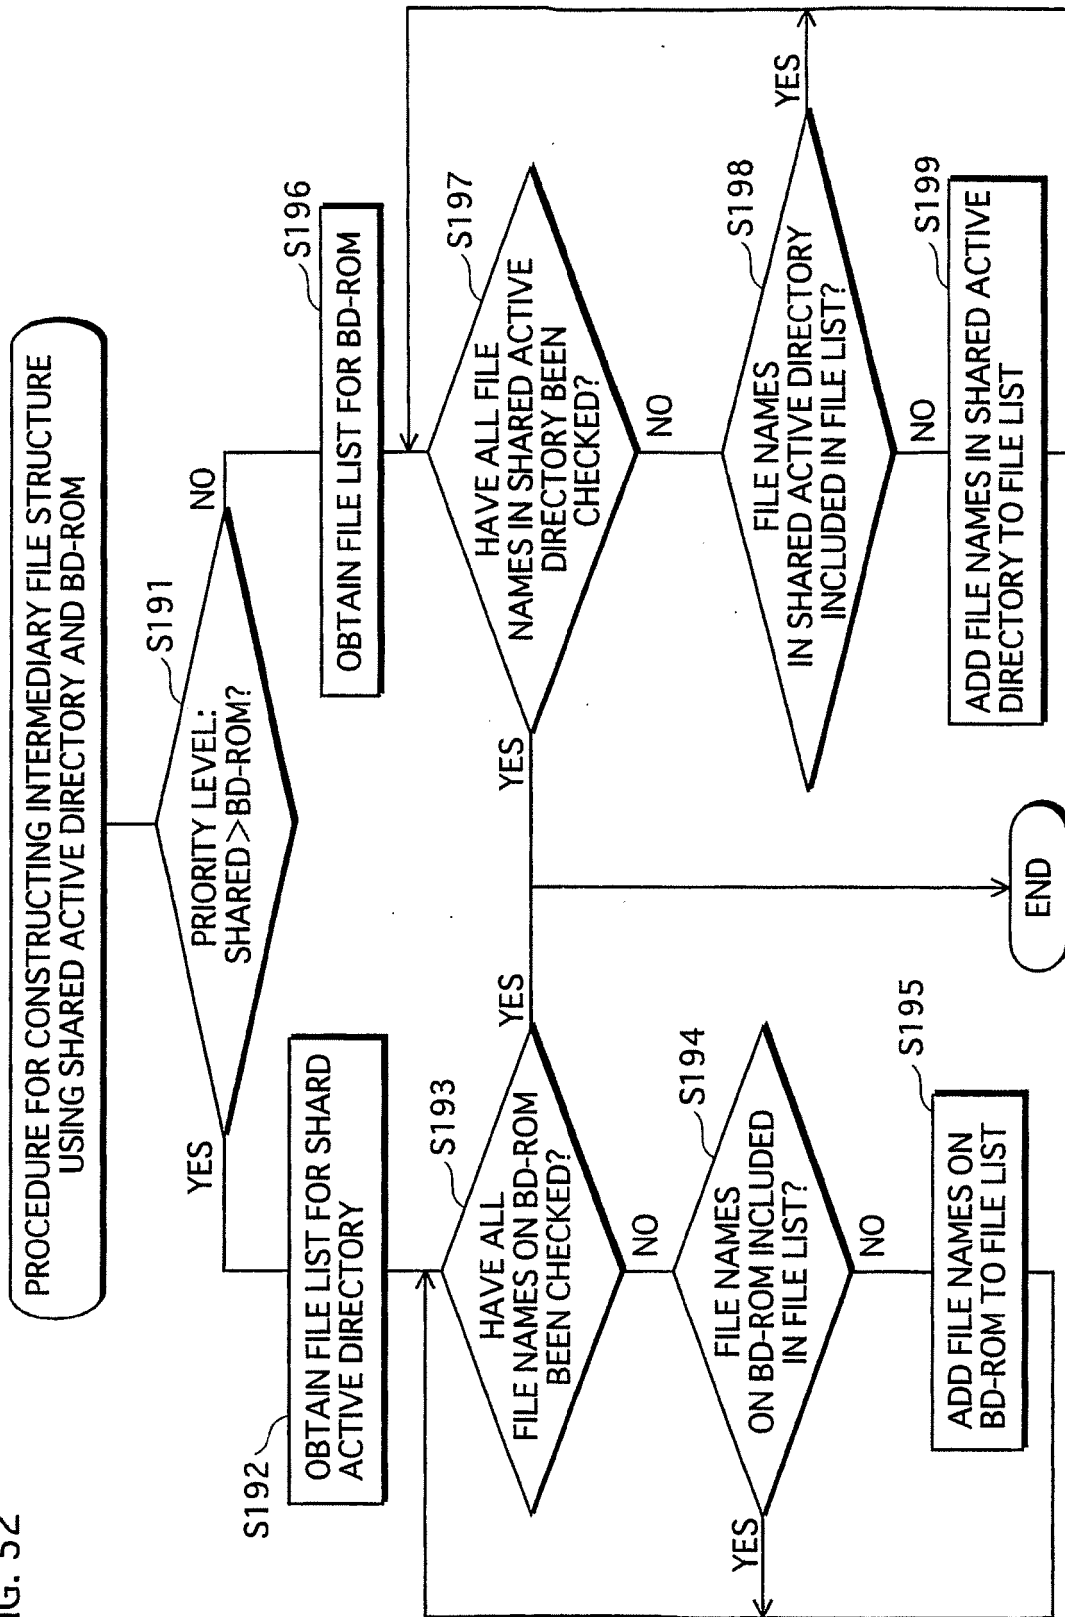 FIG. 52
PROCEDURE FOR CONSTRUCTING INTERMEDIARY FILE STRUCTURE
USING SHARED ACTIVE DIRECTORY AND BD-ROM
S191
PRIORITY LEVEL:
SHARED>BD-ROM?
YES
NO
S192
OBTAIN FILE LIST FOR SHARD
ACTIVE DIRECTORY
S193
HAVE ALL
FILE NAMES ON BD-ROM
BEEN CHECKED?
YES
NO
S194
FILE NAMES
ON BD-ROM INCLUDED
IN FILE LIST?
YES
NO
S195
ADD FILE NAMES ON
BD-ROM TO FILE LIST
S196
OBTAIN FILE LIST FOR BD-ROM
S197
HAVE ALL FILE
NAMES IN SHARED ACTIVE
DIRECTORY BEEN
CHECKED?
YES
NO
S198
FILE NAMES
IN SHARED ACTIVE DIRECTORY
INCLUDED IN FILE LIST?
YES
NO
S199
ADD FILE NAMES IN SHARED ACTIVE
DIRECTORY TO FILE LIST
END